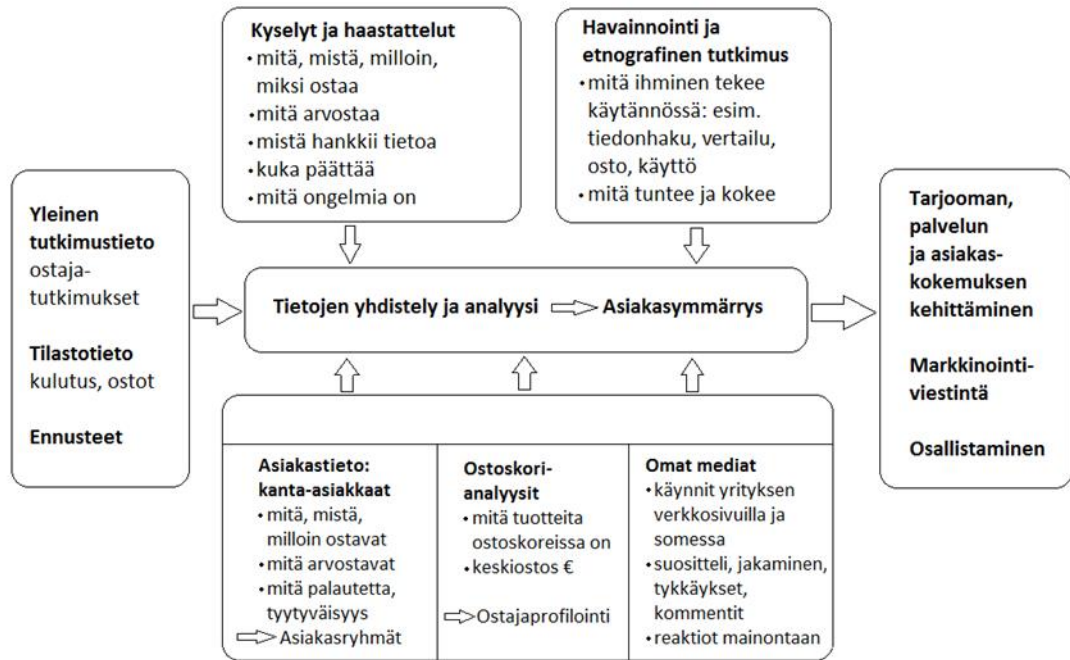 Kyselyt ja haastattelut
• mitä, mistä, milloin,
miksi ostaa
• mitä arvostaa
• mistä hankkii tietoa
• kuka päättää
• mitä ongelmia on
Havainnointi ja
etnografinen tutkimus
• mitä ihminen tekee
käytännössä: esim.
tiedonhaku, vertailu,
osto, käyttö
• mitä tuntee ja kokee
Yleinen
tutkimustieto
ostaja-
tutkimukset
Tilastotieto
kulutus, ostot
Ennusteet
Tietojen yhdistely ja analyysi
Asiakasymmärrys
Tarjooman,
palvelun
ja asiakas-
kokemuksen
kehittäminen
Markkinointi-
viestintä
Osallistaminen
Asiakastieto:
kanta-asiakkaat
• mitä, mistä,
milloin ostavat
• mitä arvostavat
• mitä palautetta,
tyytyväisyys
Asiakasryhmät
Ostoskori-
analyysit
• mitä tuotteita
ostoskoreissa on
• keskiostos €
Ostajaprofilointi
Omat mediat
• käynnit yrityksen
verkkosivuilla ja
somessa
• suositteli, jakaminen,
tykkäykset,
kommentit
• reaktiot mainontaan